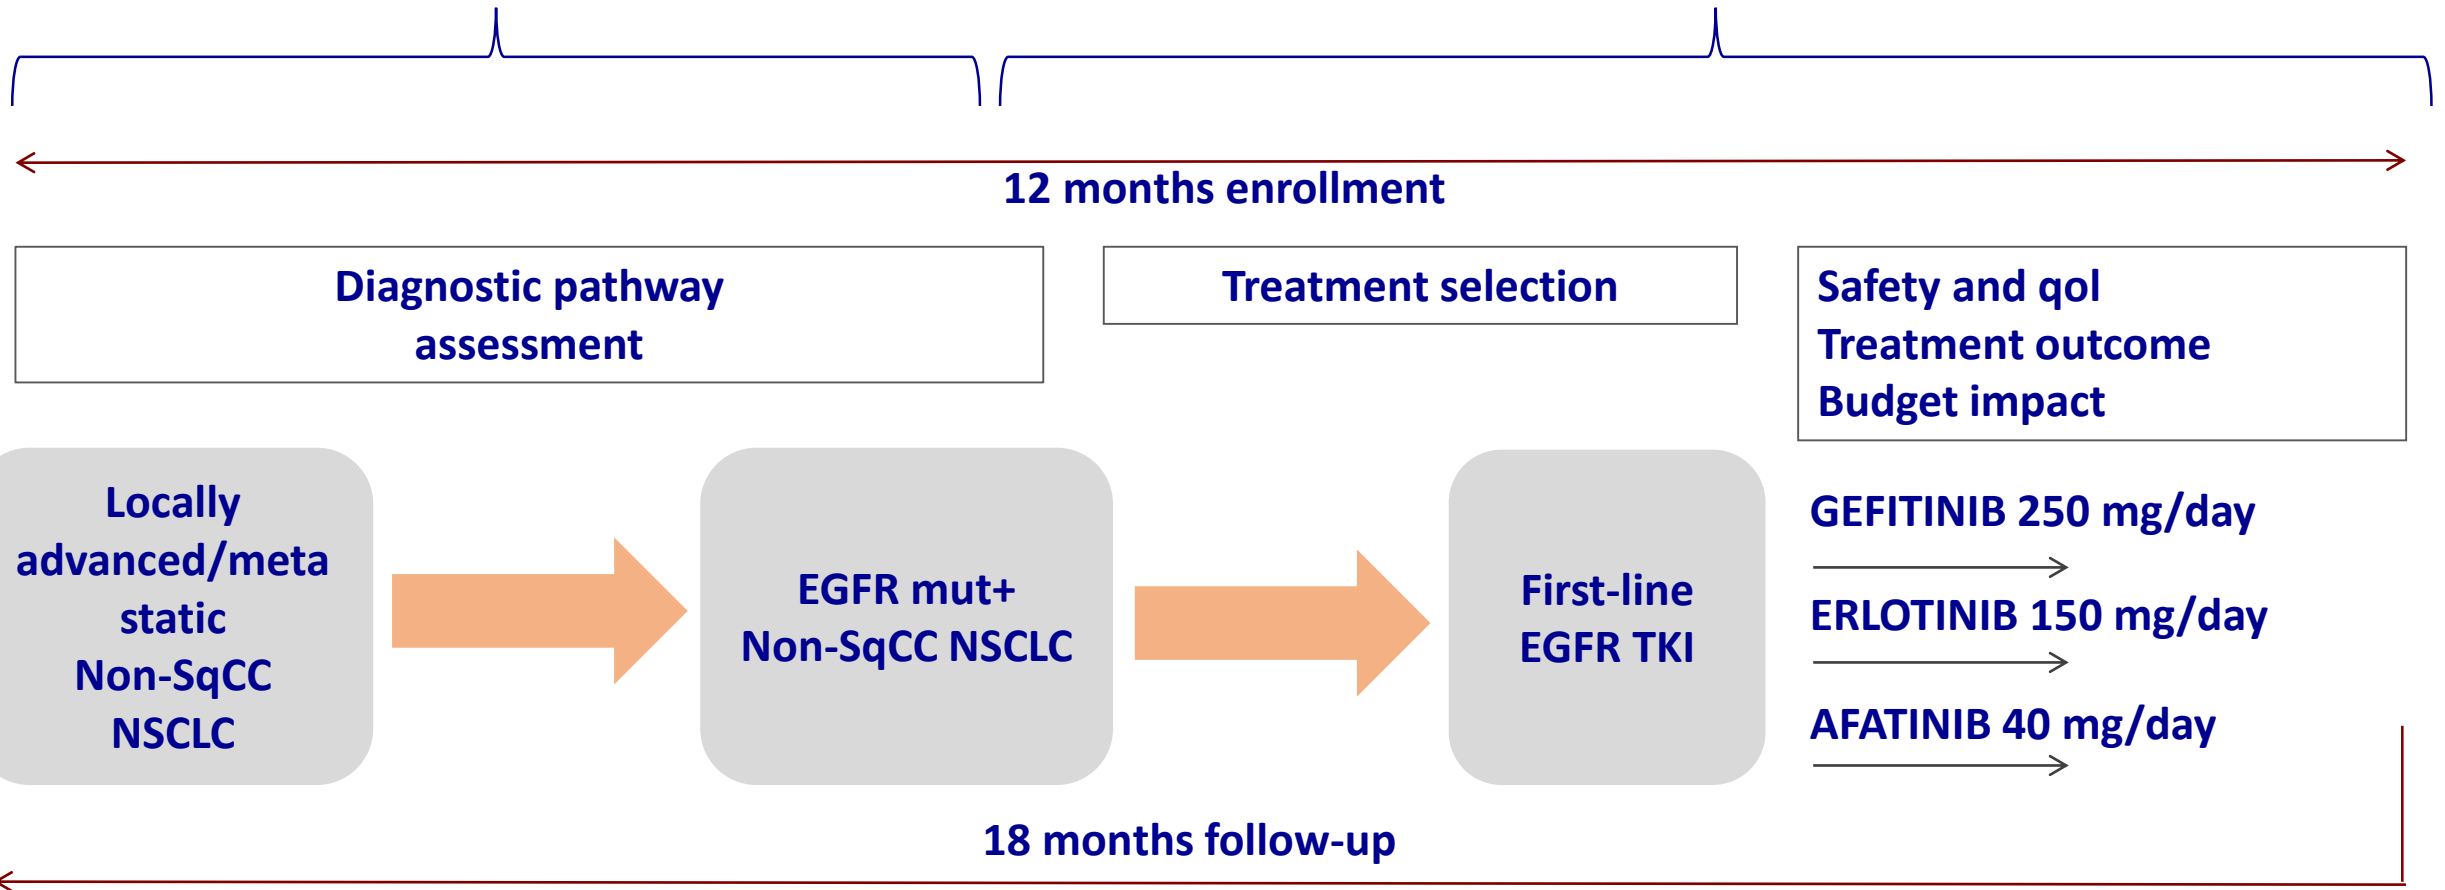 12 months enrollment
Diagnostic pathway
assessment
Treatment selection
Safety and qol
Treatment outcome
Budget impact
Locally
advanced/meta
static
Non-SqCC
NSCLC
EGFR mut+
Non-SqCC NSCLC
First-line
EGFR TKI
GEFITINIB 250 mg/day
ERLOTINIB 150 mg/day
AFATINIB 40 mg/day
18 months follow-up